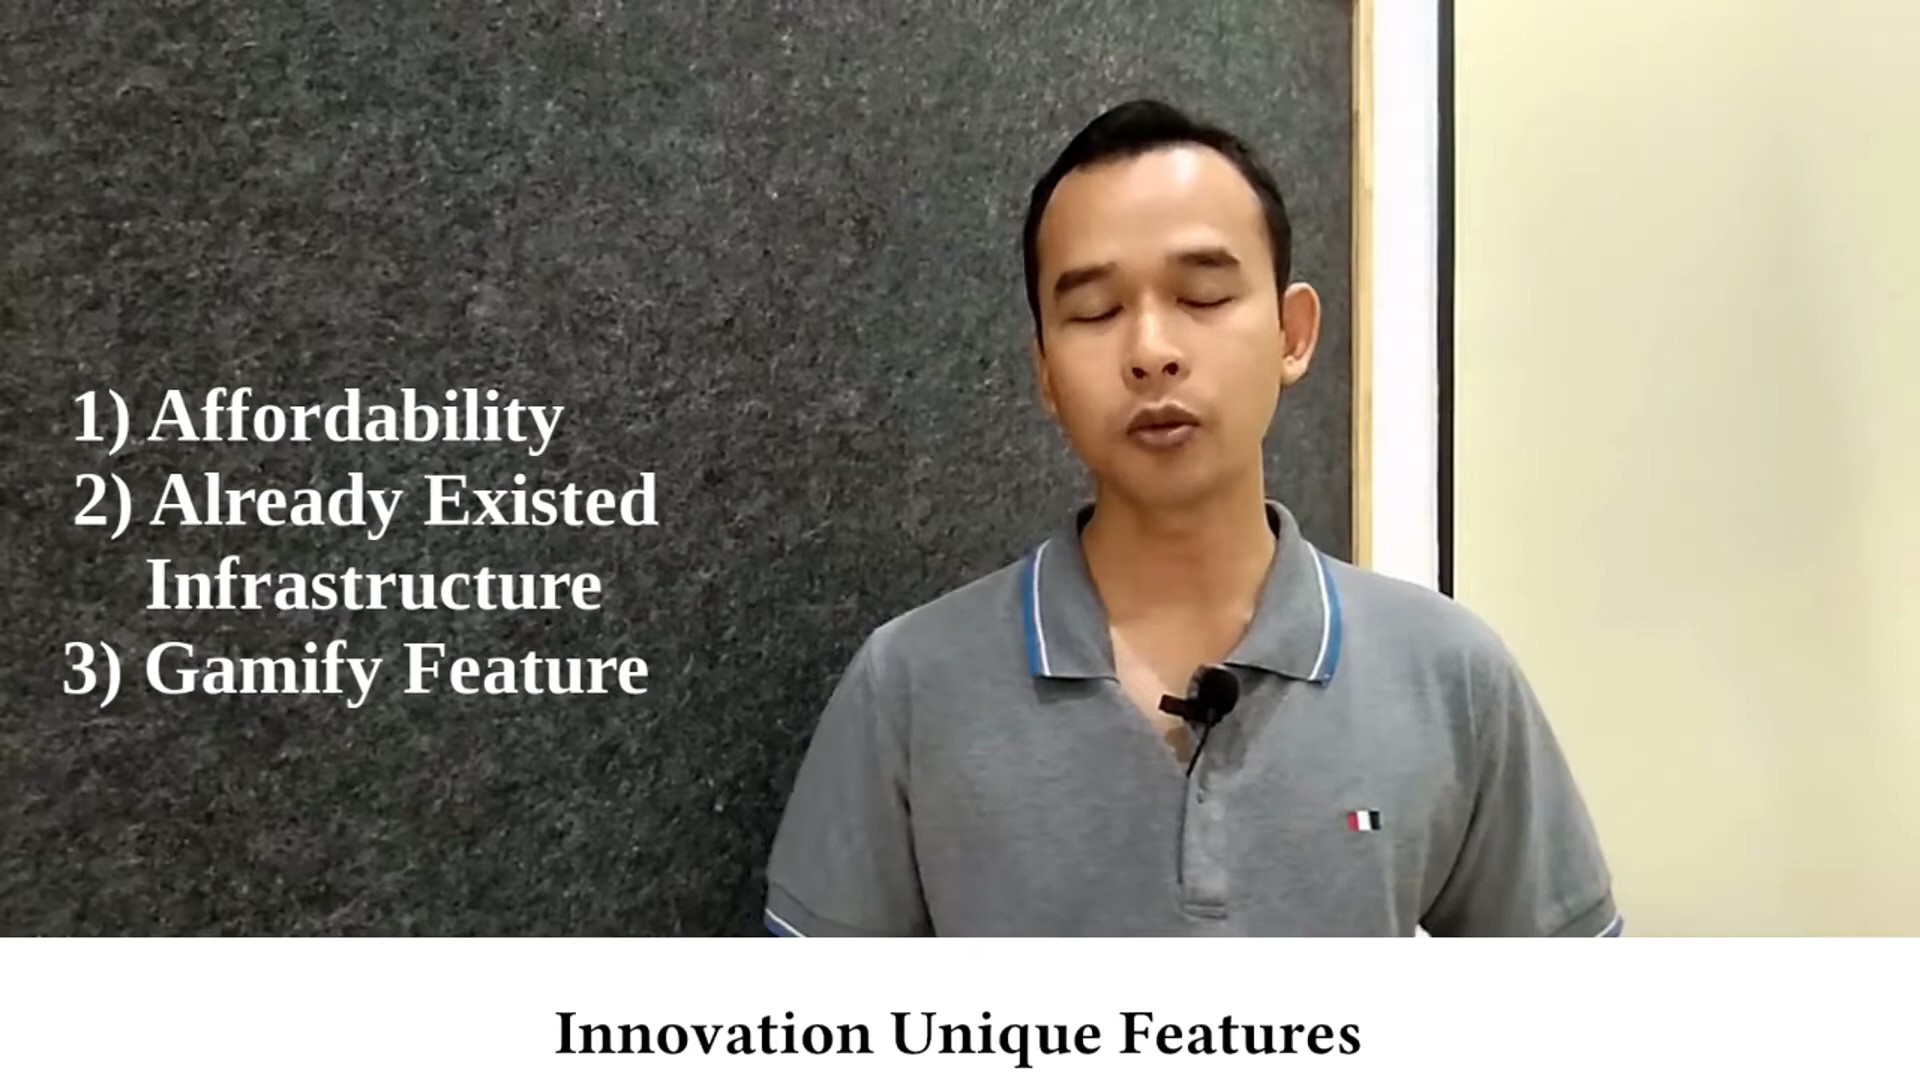 1) Affordability
2) Already Existed
Infrastructure
3) Gamify Feature
Innovation Unique Features